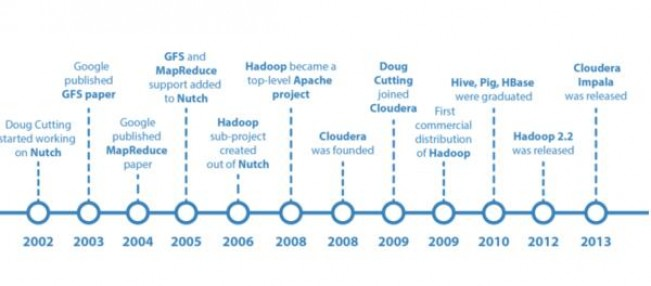 Doug Cutting
started working
on Nutch
Google
published
GFS paper
Google
published
MapReduce
paper
GFS and
MapReduce
support added
to Nutch
Hadoop
sub-project
created
out of Nutch
Hadoop became a
top-level Apache
project
Cloudera
was founded
Doug
Cutting
joined
Cloudera
First
commercial
distribution
of Hadoop
Hive, Pig, HBase
were graduated
Hadoop 2.2
was released
Cloudera
Impala
was released
2002 2003 2004 2005 2006 2008 2008 2009 2009 2010 2012 2013